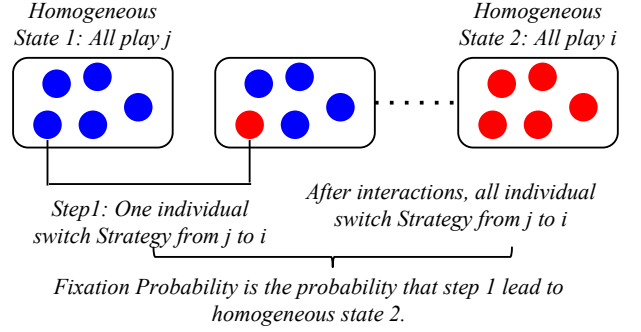 Homogeneous
State 1: All play j
Homogeneous
State 2: All play i
Step1: One individual
switch Strategy from j to i
After interactions, all individual
switch Strategy from j to i
Fixation Probability is the probability that step 1 lead to
homogeneous state 2.